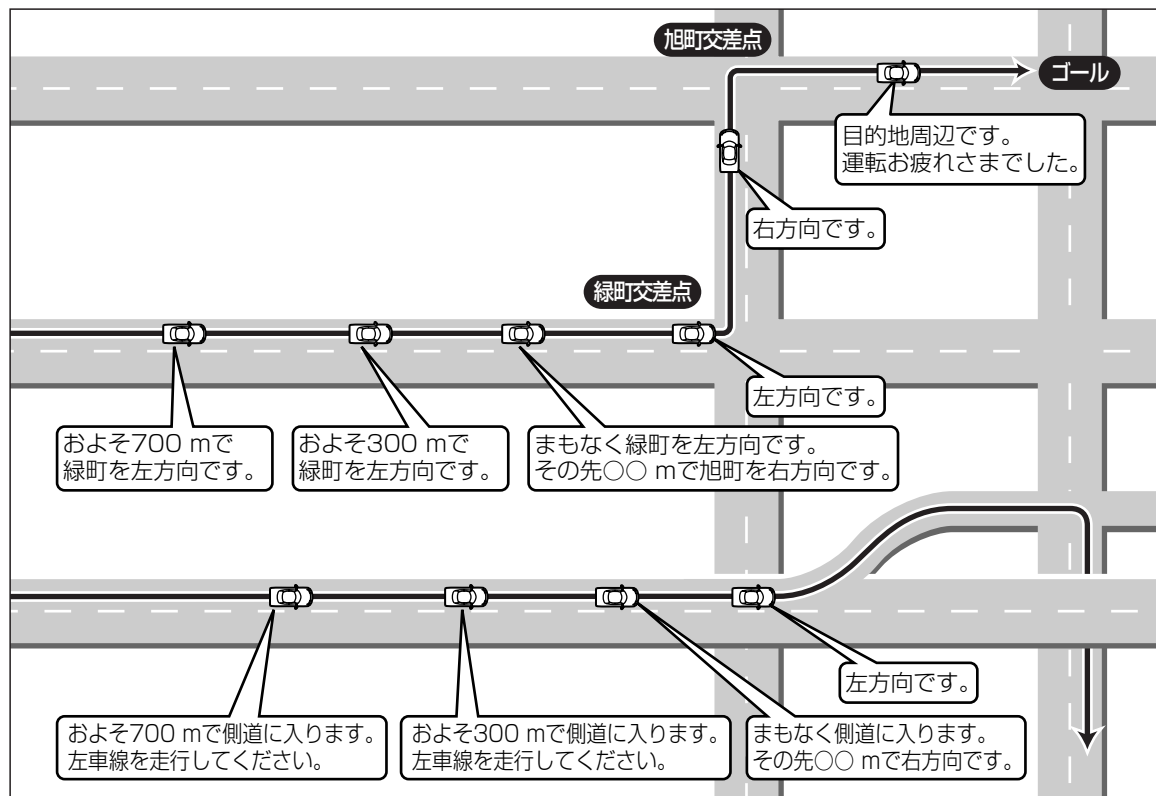 旭町交差点
ゴール
目的地周辺です。
運転お疲れさまでした。
右方向です。
緑町交差点
左方向です。
およそ700 mで
緑町を左方向です。
およそ300 mで
緑町を左方向です。
まもなく緑町を左方向です。
その先○○ mで旭町を右方向です。
左方向です。
およそ700 mで側道に入ります。
左車線を走行してください。
およそ300 mで側道に入ります。
左車線を走行してください。
まもなく側道に入ります。
その先○○ mで右方向です。